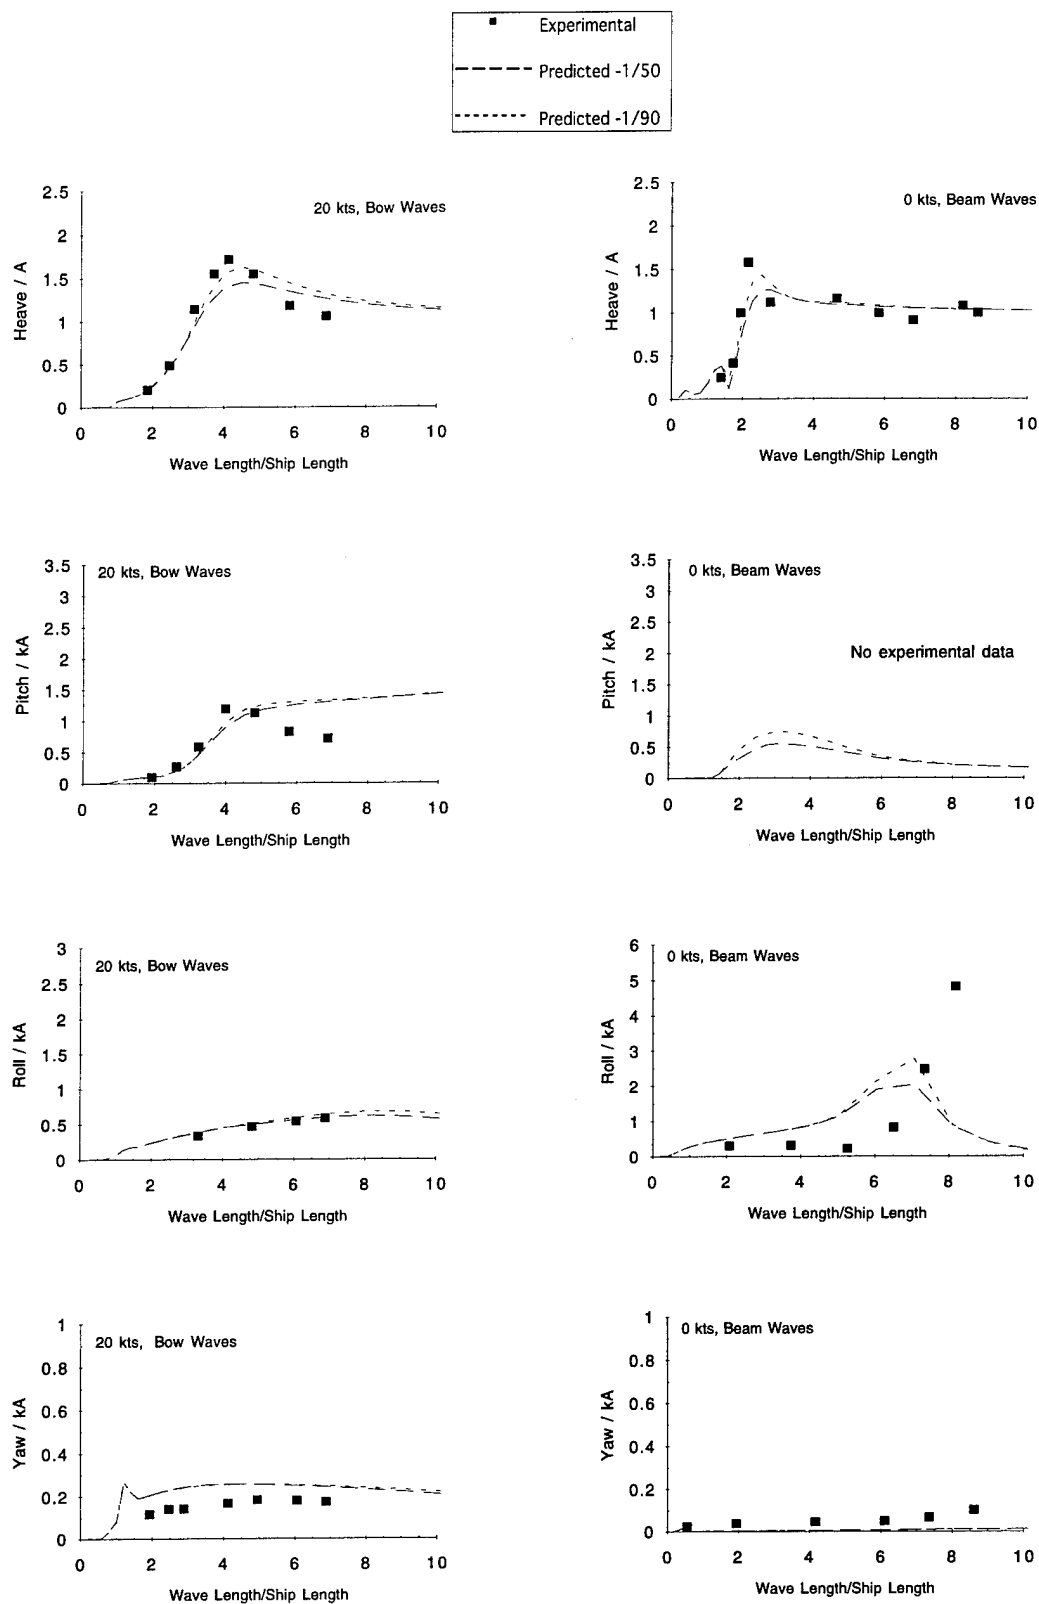 Experimental
Predicted -1/50
Predicted -1/90
20 kts, Bow Waves
Heave / A
2.5
2
1.5
1
0.5
0
0 2 4 6 8 10
Wave Length/Ship Length
0 kts, Beam Waves
Heave / A
2.5
2
1.5
1
0.5
0
0 2 4 6 8 10
Wave Length/Ship Length
20 kts, Bow Waves
Pitch / kA
3.5
3
2.5
2
1.5
1
0.5
0
0 2 4 6 8 10
Wave Length/Ship Length
0 kts, Beam Waves
No experimental data
Pitch / kA
3.5
3
2.5
2
1.5
1
0.5
0
0 2 4 6 8 10
Wave Length/Ship Length
20 kts, Bow Waves
Roll / kA
3
2.5
2
1.5
1
0.5
0
0 2 4 6 8 10
Wave Length/Ship Length
0 kts, Beam Waves
Roll / kA
6
5
4
3
2
1
0
0 2 4 6 8 10
Wave Length/Ship Length
20 kts, Bow Waves
Yaw / kA
1
0.8
0.6
0.4
0.2
0
0 2 4 6 8 10
Wave Length/Ship Length
0 kts, Beam Waves
Yaw / kA
1
0.8
0.6
0.4
0.2
0
0 2 4 6 8 10
Wave Length/Ship Length